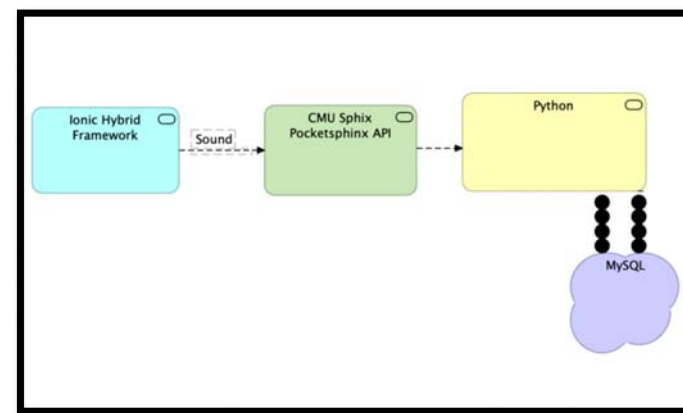 Ionic Hybrid
Framework
Sound
CMU Sphix
Pocketsphinx API
Python
MySQL